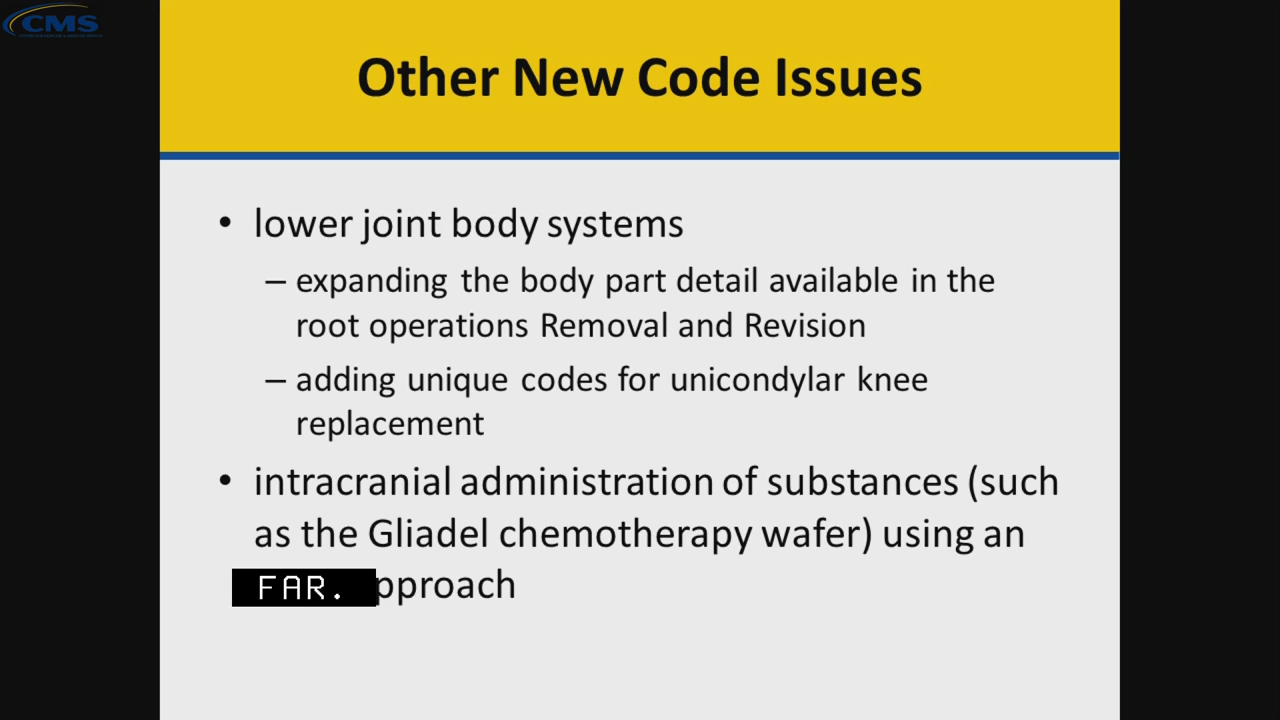 CMS
Other New Code Issues
• lower joint body systems
– expanding the body part detail available in the
root operations Removal and Revision
– adding unique codes for unicondylar knee
replacement
• intracranial administration of substances (such
as the Gliadel chemotherapy wafer) using an
FAR. pproach